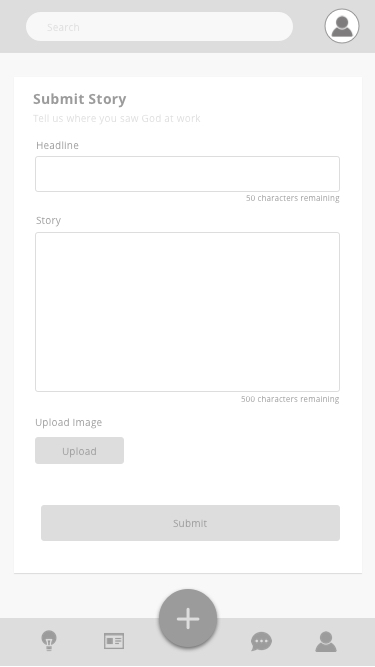 Search
Submit Story
Tell us where you saw God at work
Headline
50 characters remaining
Story
500 characters remaining
Upload image
Upload
Submit